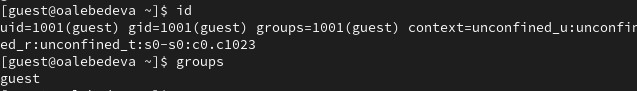 [guest@oalebedeva ~]$ id
uid=1001(guest) gid=1001(guest) groups=1001(guest) context=unconfined_u:unconfin
ed_r:unconfined_t:s0-s0:c0.c1023
[guest@oalebedeva ~]$ groups
guest